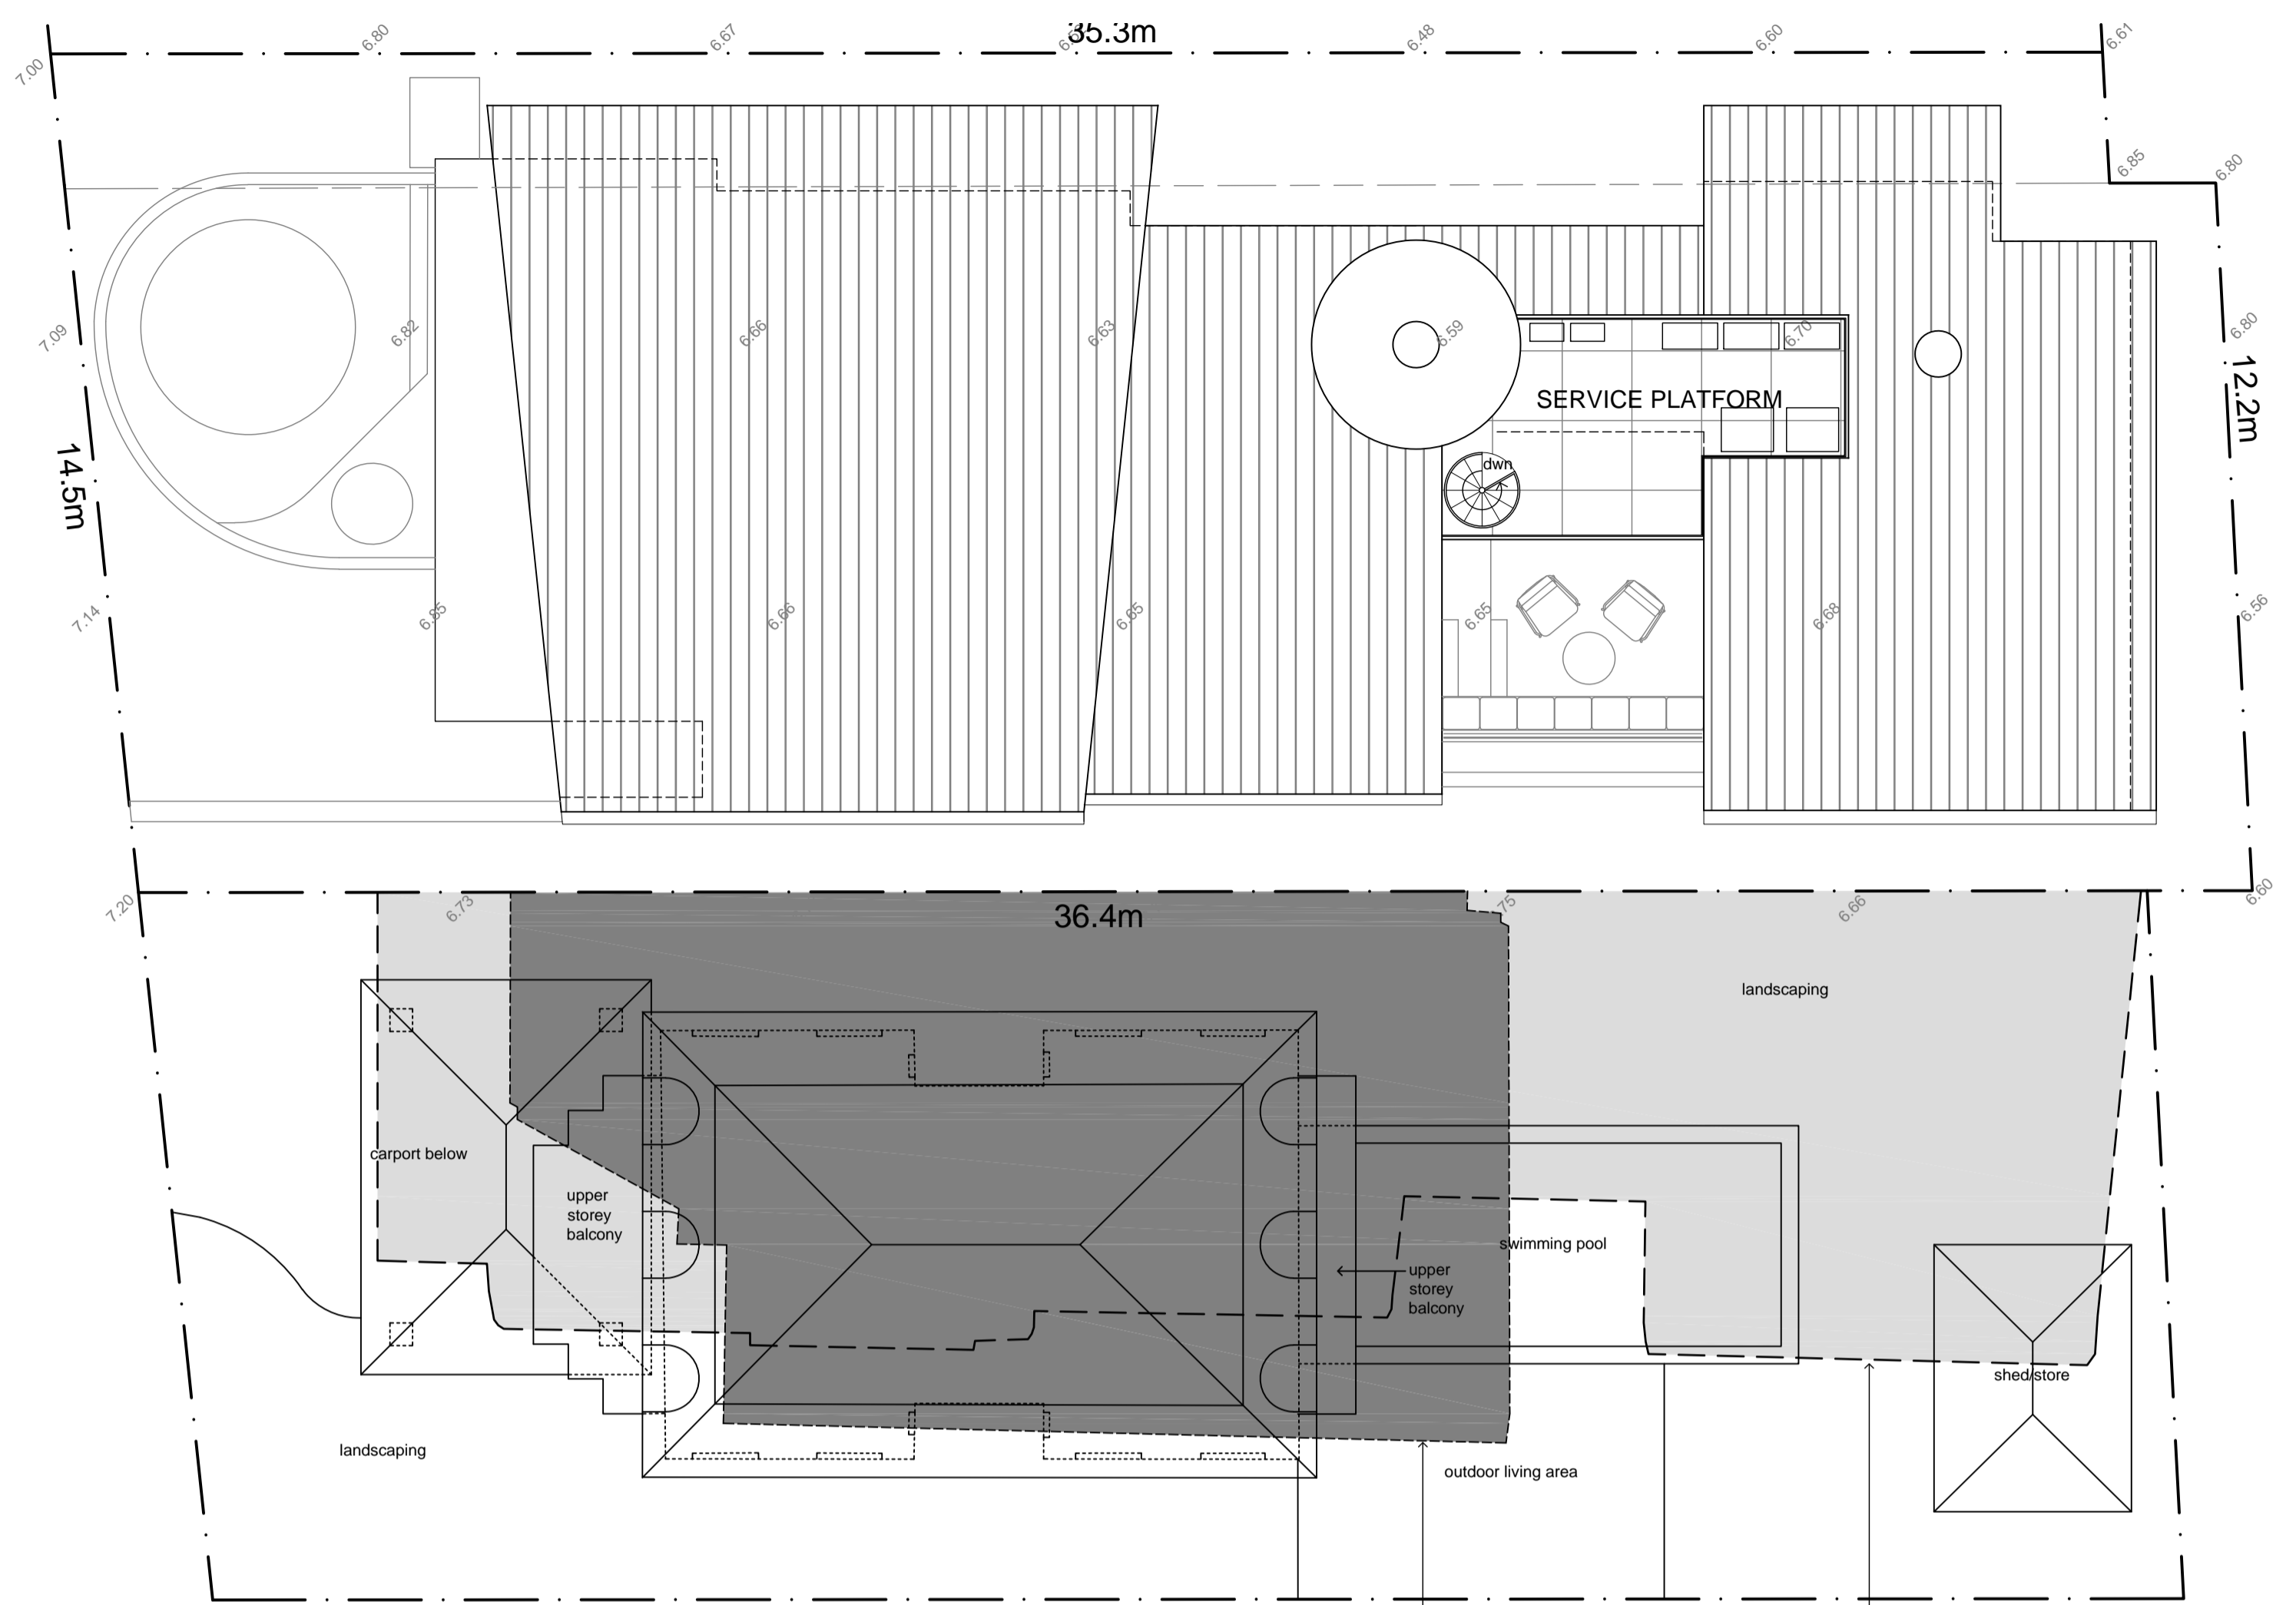 6.80
6.67
35.3m
6.48
6.60
6.61
7.00
6.85
6.80
7.09
6.82
6.66
6.63
6.59
6.70
6.80
SERVICE PLATFORM
12.2m
14.5m
dwn
7.14
6.85
6.66
6.65
6.65
6.68
6.56
7.20
6.73
36.4m
75
6.66
6.60
landscaping
carport below
upper
storey
balcony
swimming pool
upper
storey
balcony
shed/store
landscaping
outdoor living area